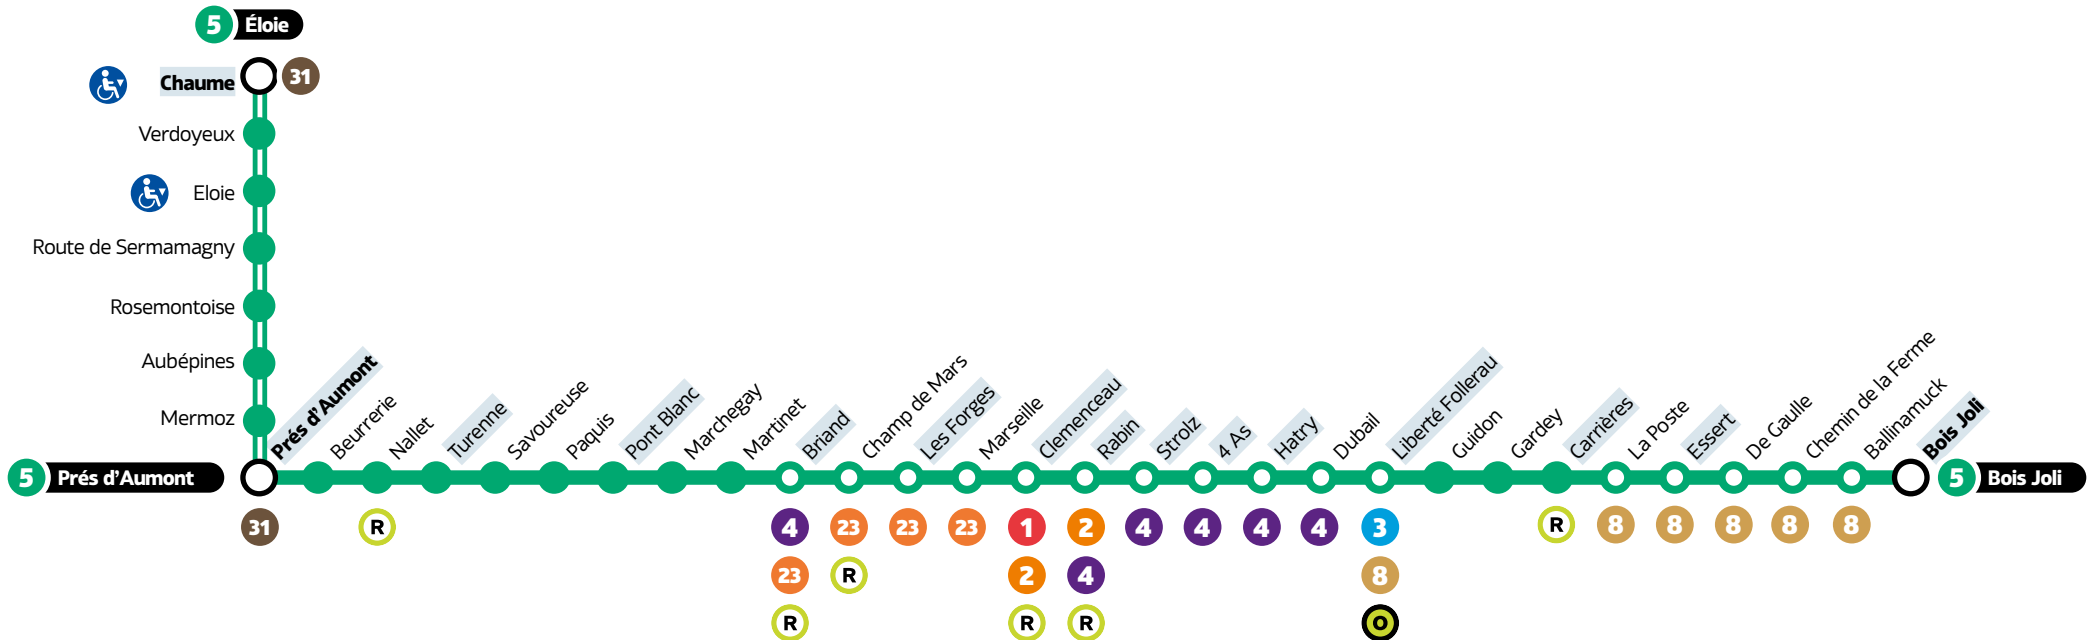 5 Éloie
Chaume 31
Verdoyeux
Eloie
Route de Sermamagny
Rosemontoise
Aubépines
Mermoz
5 Prés d'Aumont
Prés d'Aumont
Beurrerie
Nallet
Turenne
Savoureuse
Paquis
Pont Blanc
Marchegay
Martinet
Briand
Champ de Mars
Les Forges
Marseille
Clemenceau
Rabin
Strolz
4 As
Hatry
Dubail
Liberté Follerau
Guidon
Gardey
Carrières
La Poste
Essert
De Gaulle
Chemin de la Ferme
Ballinamuck
Bois Joli
5 Bois Joli
31 R 4 23 23 23 1 2 4 4 4 4 3 R 8 8 8 8 8
23 R 2 4 8
R R R O